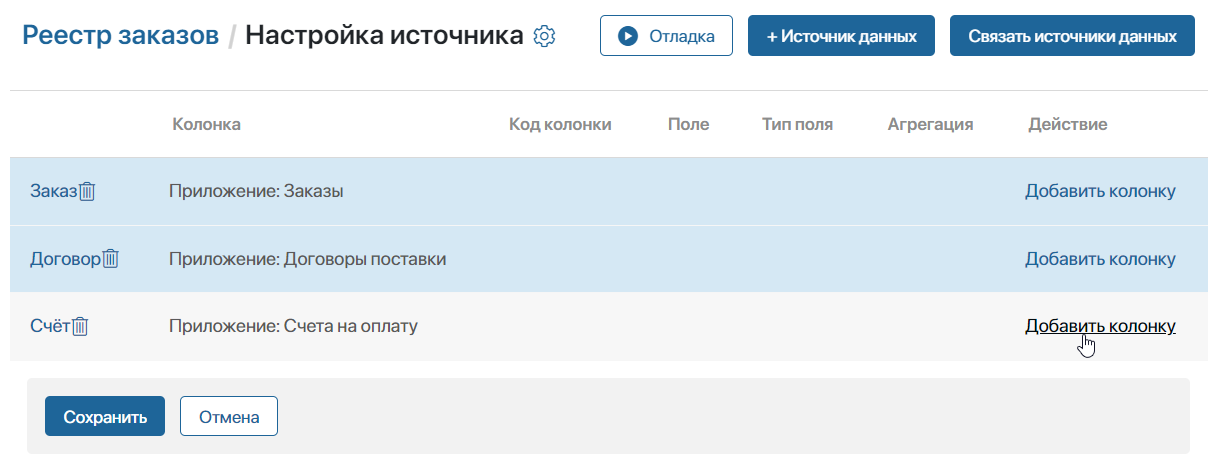 Реестр заказов / Настройка источника Отладка + Источник данных Связать источники данных
Колонка Код колонки Поле Тип поля Агрегация Действие
Заказ Приложение: Заказы Добавить колонку
Договор Приложение: Договоры поставки Добавить колонку
Счёт Приложение: Счета на оплату Добавить колонку
Сохранить Отмена